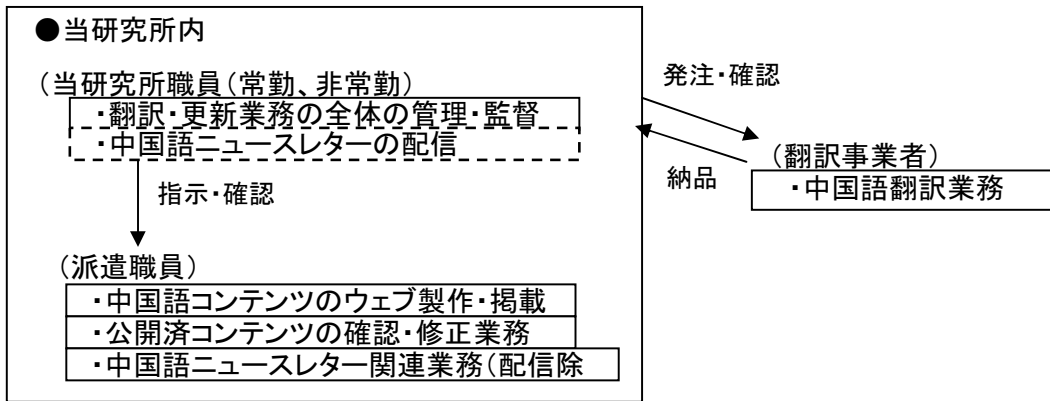 ●当研究所内
(当研究所職員(常勤、非常勤)
・翻訳・更新業務の全体の管理・監督
・中国語ニュースレターの配信
指示・確認
(派遣職員)
・中国語コンテンツのウェブ製作・掲載
・公開済コンテンツの確認・修正業務
・中国語ニュースレター関連業務(配信除
発注・確認
納品
(翻訳事業者)
・中国語翻訳業務